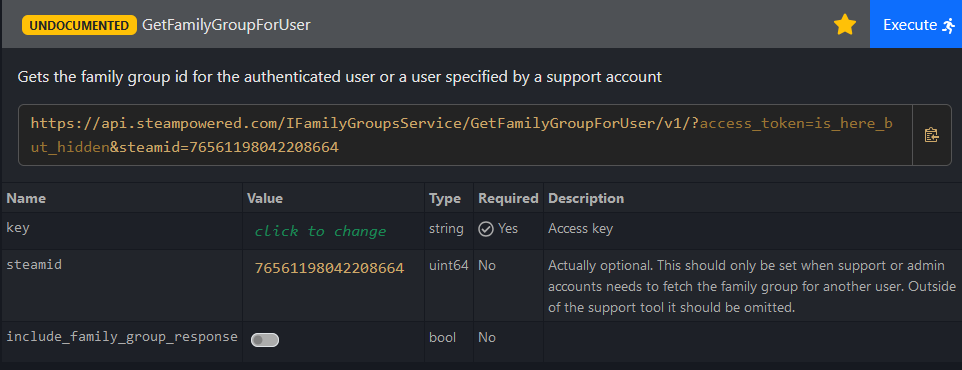 UNDOCUMENTED GetFamilyGroupForUser Execute
Gets the family group id for the authenticated user or a user specified by a support account
https://api.steampowered.com/IFamilyGroupsService/GetFamilyGroupForUser/v1/?access_token=is_here_b
ut_hidden&steamid=76561198042208664
Name Value Type Required Description
key click to change string Yes Access key
steamid 76561198042208664 uint64 No Actually optional. This should only be set when support or admin
accounts needs to fetch the family group for another user. Outside
of the support tool it should be omitted.
include_family_group_response bool No